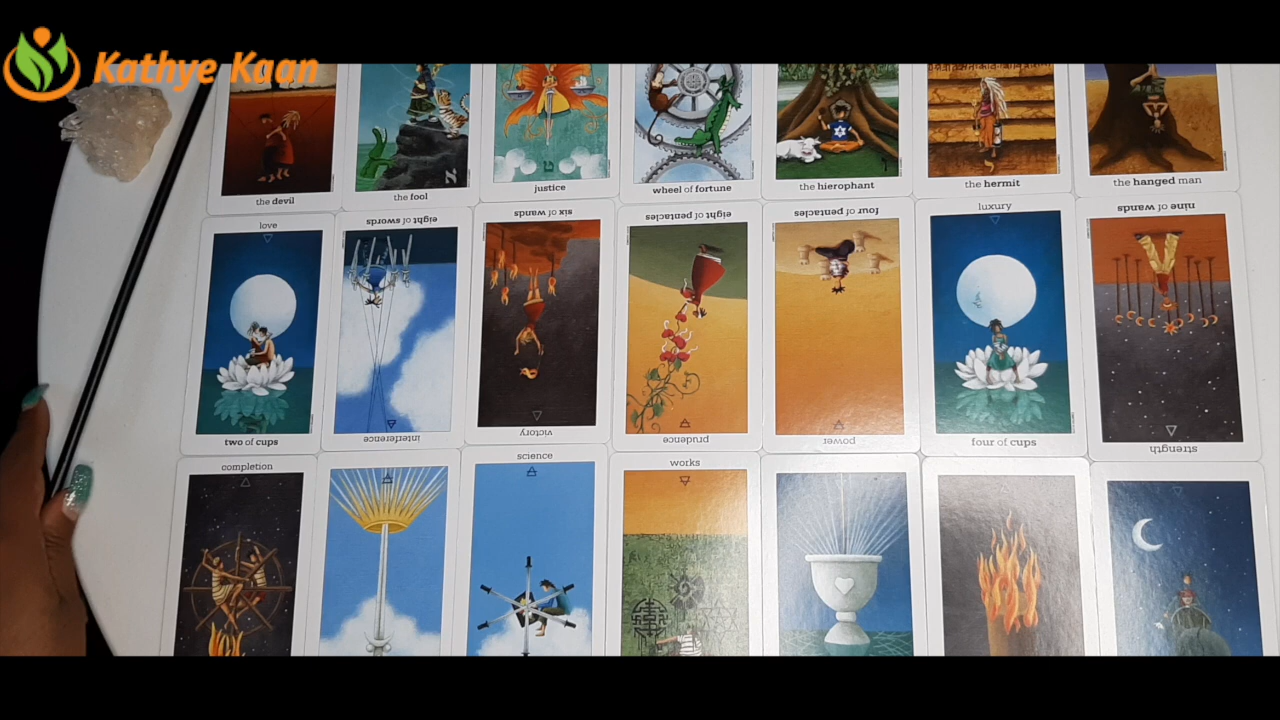 Kathye Kaan
the devil
the fool
justice
wheel of fortune
the hierophant
the hermit
the hanged man
love
two of cups
eight of swords
interference
six of wands
victory
eight of pentacles
prudence
four of pentacles
power
luxury
four of cups
nine of wands
strength
completion
science
works